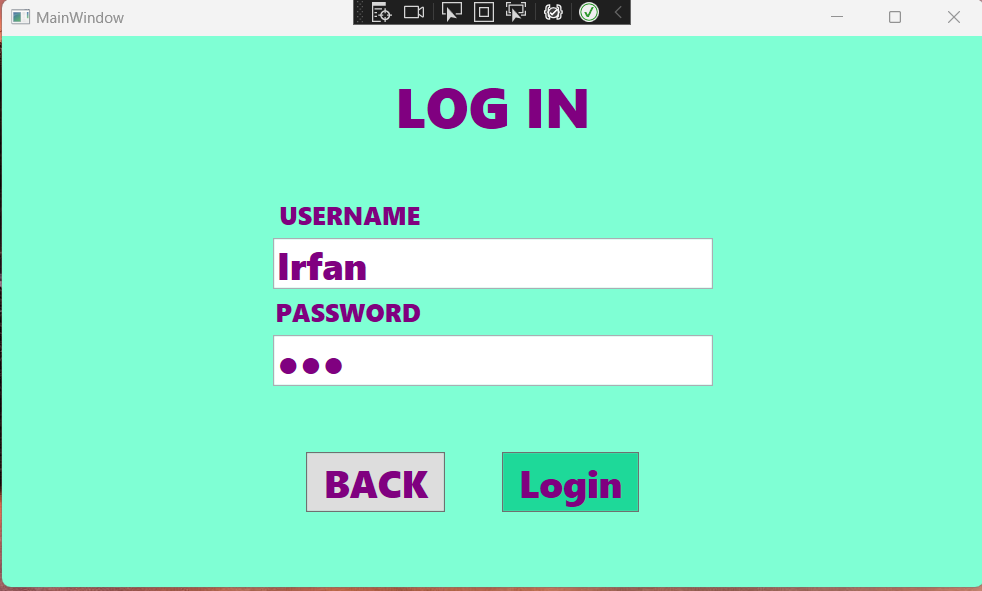 MainWindow
LOG IN
USERNAME
Irfan
PASSWORD
●●●
BACK Login